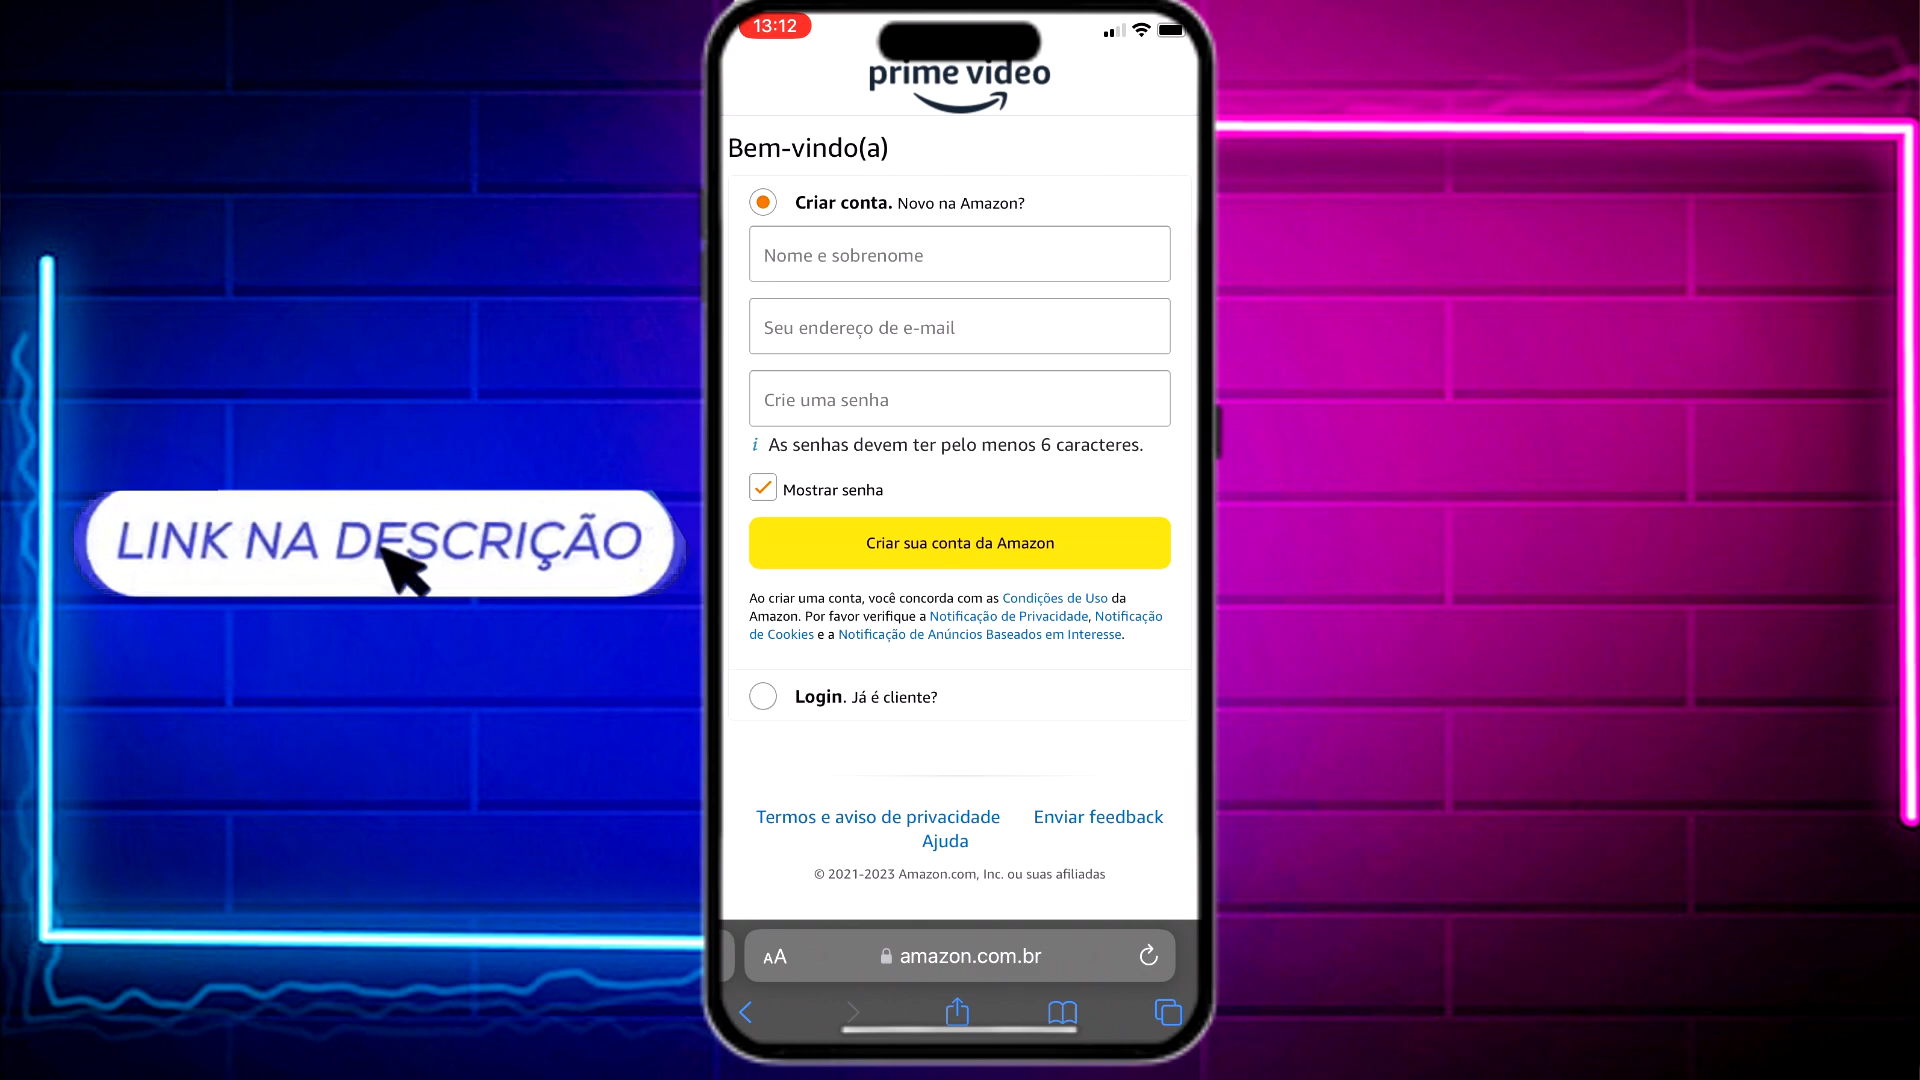 13:12
prime video
Bem-vindo(a)
Criar conta. Novo na Amazon?
Nome e sobrenome
Seu endereço de e-mail
Crie uma senha
i As senhas devem ter pelo menos 6 caracteres.
Mostrar senha
Criar sua conta da Amazon
Ao criar uma conta, você concorda com as Condições de Uso da
Amazon. Por favor verifique a Notificação de Privacidade, Notificação
de Cookies e a Notificação de Anúncios Baseados em Interesse.
Login. Já é cliente?
Termos e aviso de privacidade Enviar feedback
Ajuda
© 2021-2023 Amazon.com, Inc. ou suas afiliadas
AA amazon.com.br
LINK NA DESCRIÇÃO